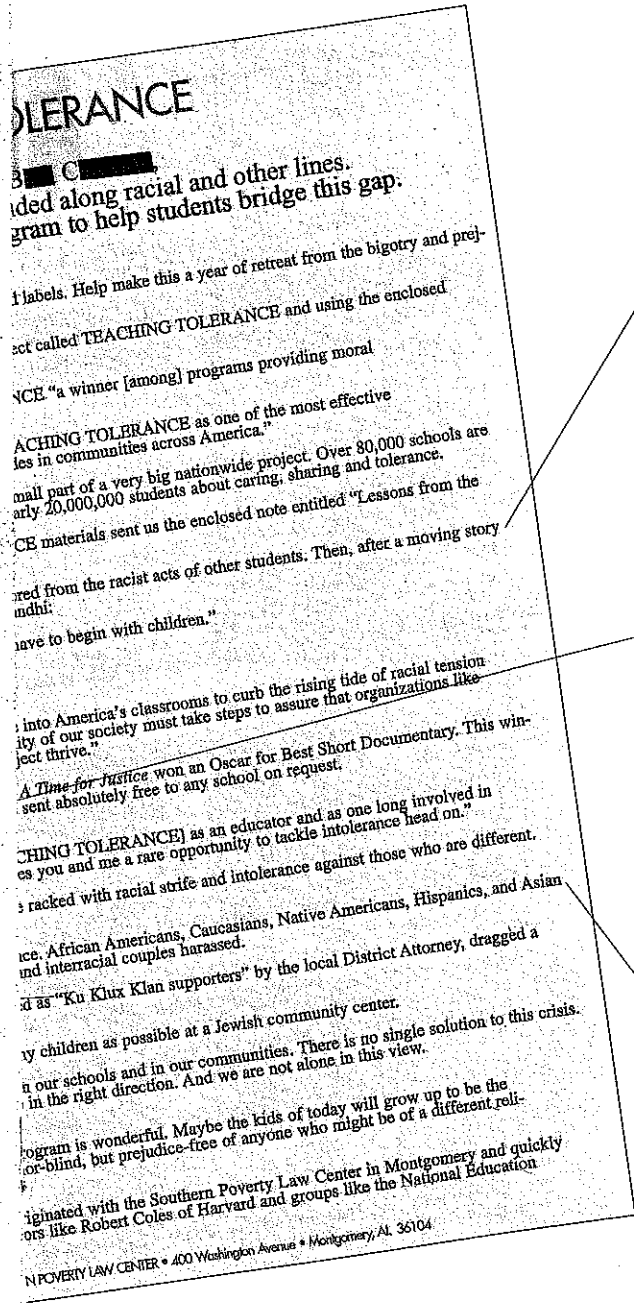 OLERANCE
B C ,
ided along racial and other lines.
gram to help students bridge this gap.
d labels. Help make this a year of retreat from the bigotry and prej-
ect called TEACHING TOLERANCE and using the enclosed
NCE "a winner [among] programs providing moral
ACHING TOLERANCE as one of the most effective
ies in communities across America."
mall part of a very big nationwide project. Over 80,000 schools are
arly 20,000,000 students about caring, sharing and tolerance.
CE materials sent us the enclosed note entitled "Lessons from the
red from the racist acts of other students. Then, after a moving story
ndhi:
have to begin with children."
s into America's classrooms to curb the rising tide of racial tension
ity of our society must take steps to assure that organizations like
ject thrive."
A Time for Justice won an Oscar for Best Short Documentary. This win-
sent absolutely free to any school on request.
CHING TOLERANCE] as an educator and as one long involved in
es you and me a rare opportunity to tackle intolerance head on."
s racked with racial strife and intolerance against those who are different.
ice. African Americans, Caucasians, Native Americans, Hispanics, and Asian
nd interracial couples harassed.
d as "Ku Klux Klan supporters" by the local District Attorney, dragged a
ny children as possible at a Jewish community center.
n our schools and in our communities. There is no single solution to this crisis.
in the right direction. And we are not alone in this view.
rogram is wonderful. Maybe the kids of today will grow up to be the
or-blind, but prejudice-free of anyone who might be of a different reli-
iginated with the Southern Poverty Law Center in Montgomery and quickly
ors like Robert Coles of Harvard and groups like the National Education
N POVERTY LAW CENTER • 400 Washington Avenue • Montgomery, AL 36104